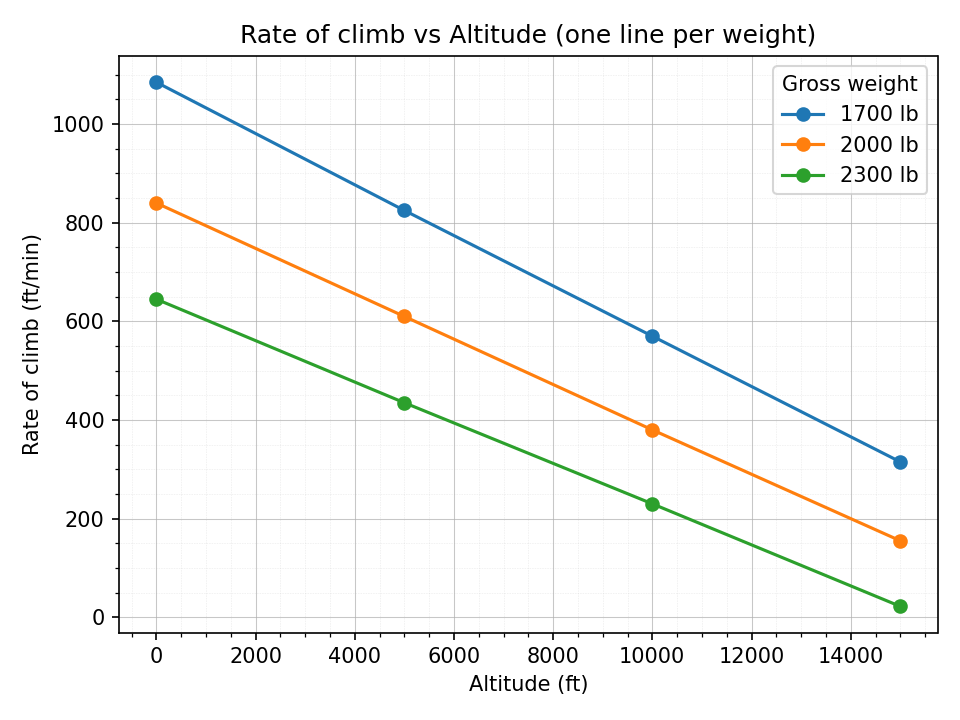 Rate of climb vs Altitude (one line per weight)
Gross weight
1700 lb
2000 lb
2300 lb
Rate of climb (ft/min)
1000
800
600
400
200
0
0 2000 4000 6000 8000 10000 12000 14000
Altitude (ft)